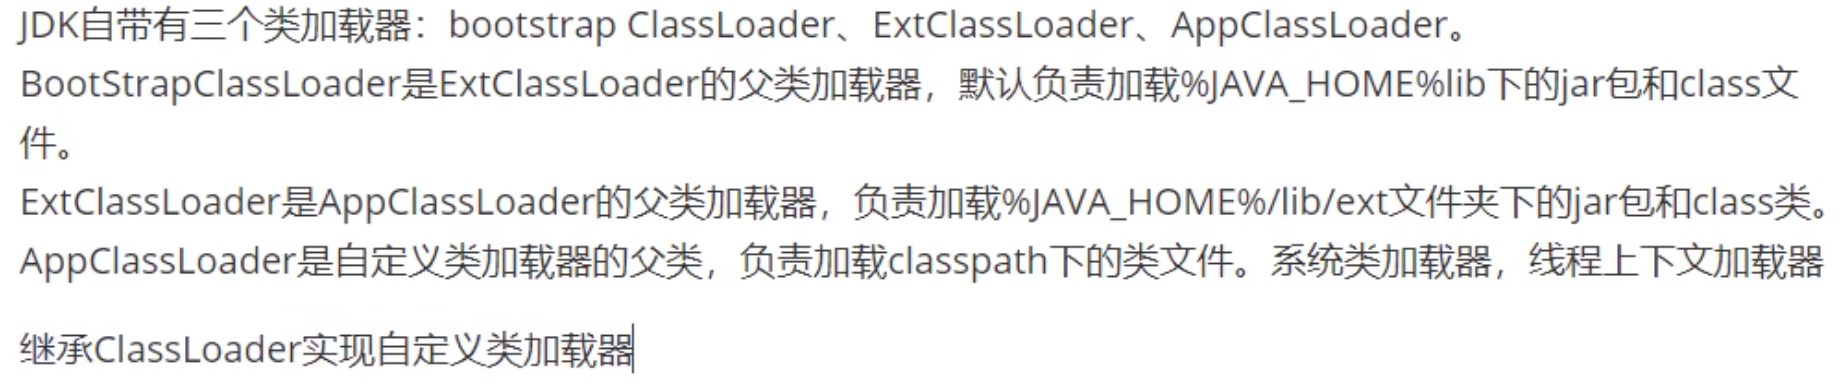 JDK自带有三个类加载器：bootstrap ClassLoader、ExtClassLoader、AppClassLoader。
BootStrapClassLoader是ExtClassLoader的父类加载器，默认负责加载%JAVA_HOME%lib下的jar包和class文
件。
ExtClassLoader是AppClassLoader的父类加载器，负责加载%JAVA_HOME%/lib/ext文件夹下的jar包和class类。
AppClassLoader是自定义类加载器的父类，负责加载classpath下的类文件。系统类加载器，线程上下文加载器
继承ClassLoader实现自定义类加载器